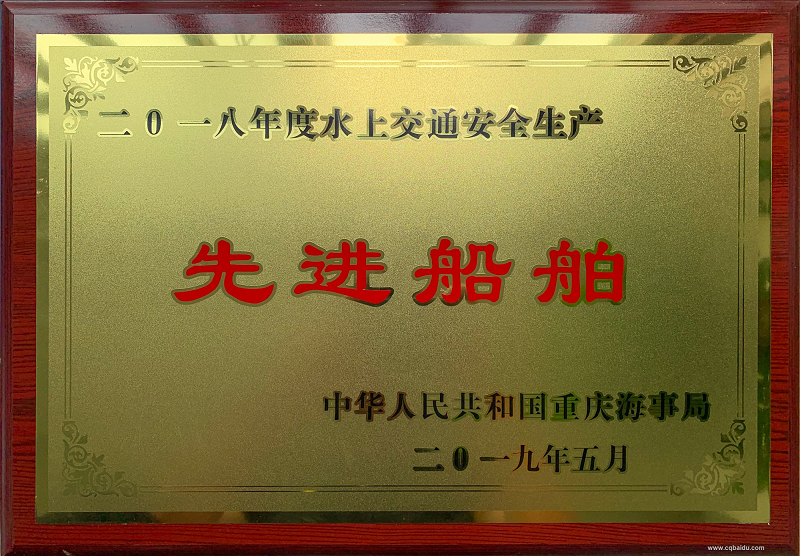 二0一八年度水上交通安全生产
先进船舶
中华人民共和国重庆海事局
二0一九年五月
www.cqbaidu.com